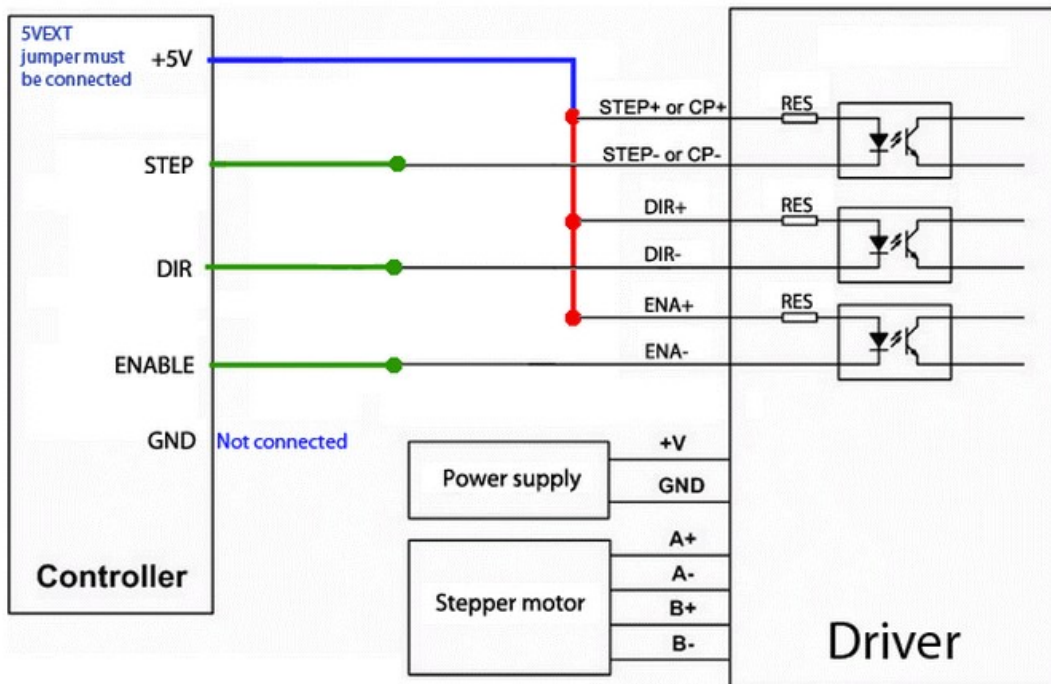 5VEXT
jumper must
be connected
+5V
STEP+ or CP+
RES
STEP
STEP- or CP-
DIR+
RES
DIR
DIR-
ENA+
RES
ENABLE
ENA-
GND
Not connected
+V
Power supply
GND
A+
A-
Stepper motor
B+
B-
Controller
Driver